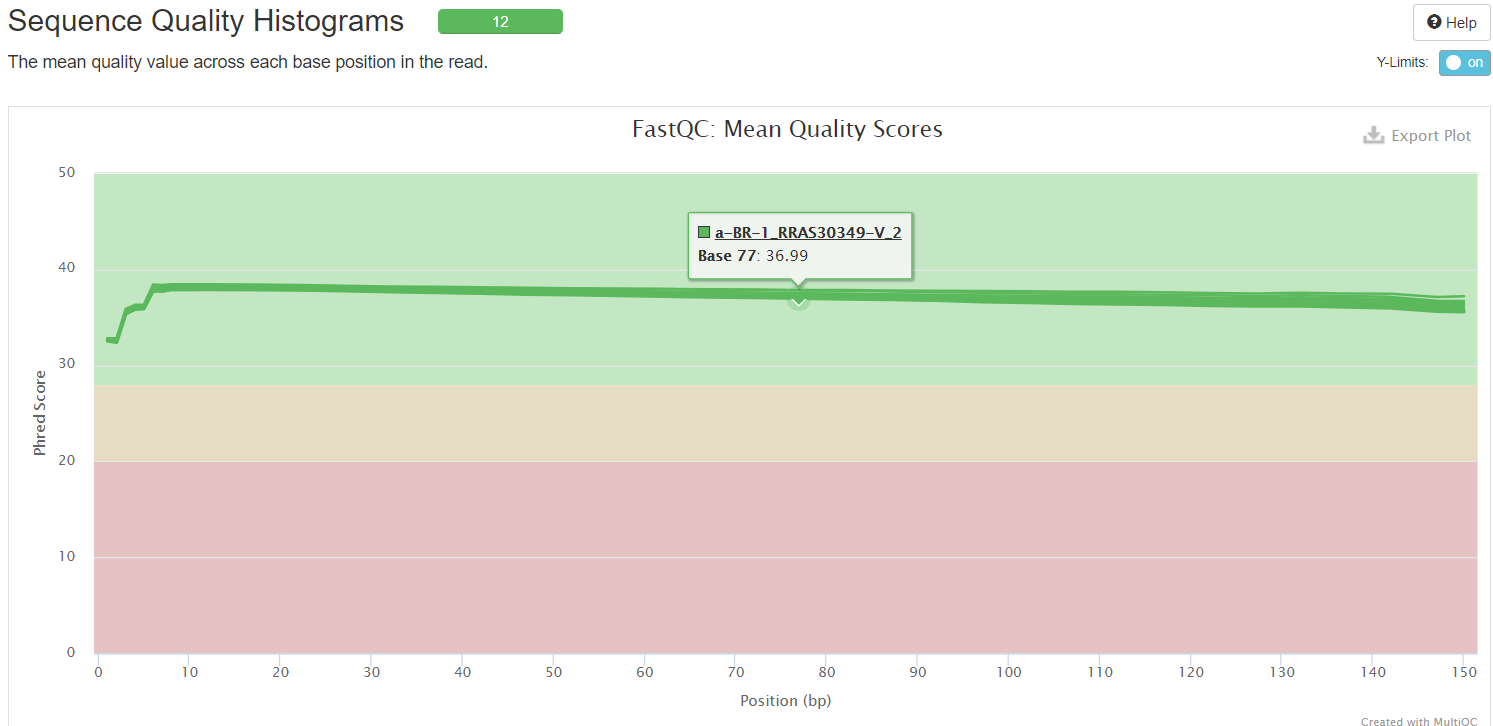 Sequence Quality Histograms
12
Help
The mean quality value across each base position in the read.
Y-Limits: on
FastQC: Mean Quality Scores
Export Plot
50
40
30
20
10
0
Phred Score
a-BR-1_RRAS30349-V_2
Base 77: 36.99
0 10 20 30 40 50 60 70 80 90 100 110 120 130 140 150
Position (bp)
Created with MultiQC